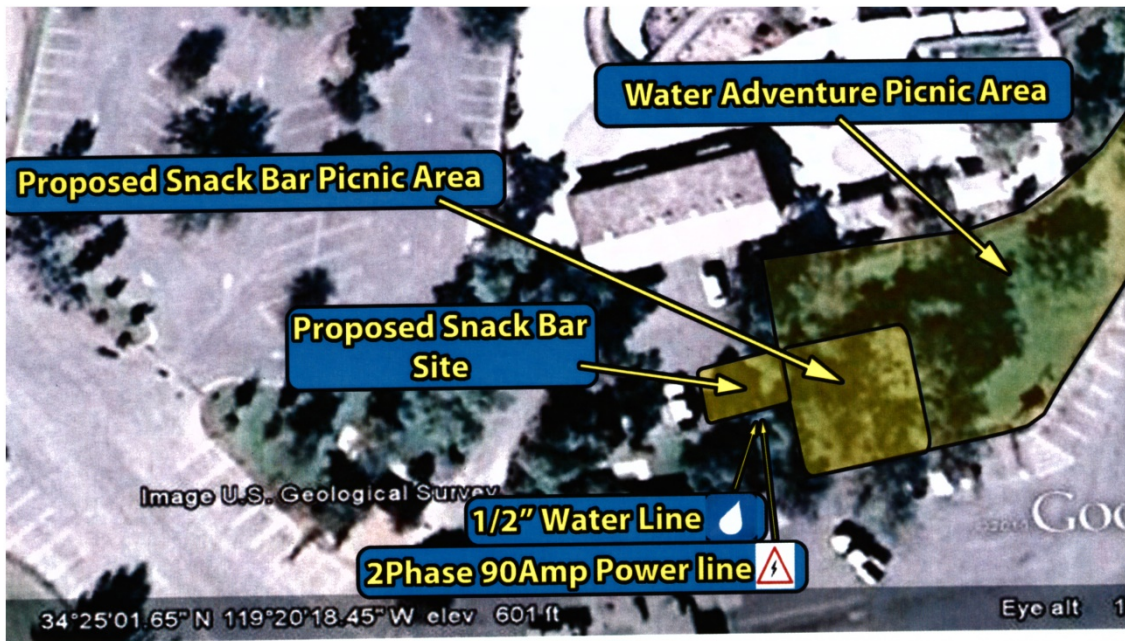 Water Adventure Picnic Area
Proposed Snack Bar Picnic Area
Proposed Snack Bar
Site
Image U.S. Geological Survey
1/2” Water Line
2Phase 90Amp Power line
34°25'01.65" N 119°20'18.45" W elev 601 ft
Eye alt 1